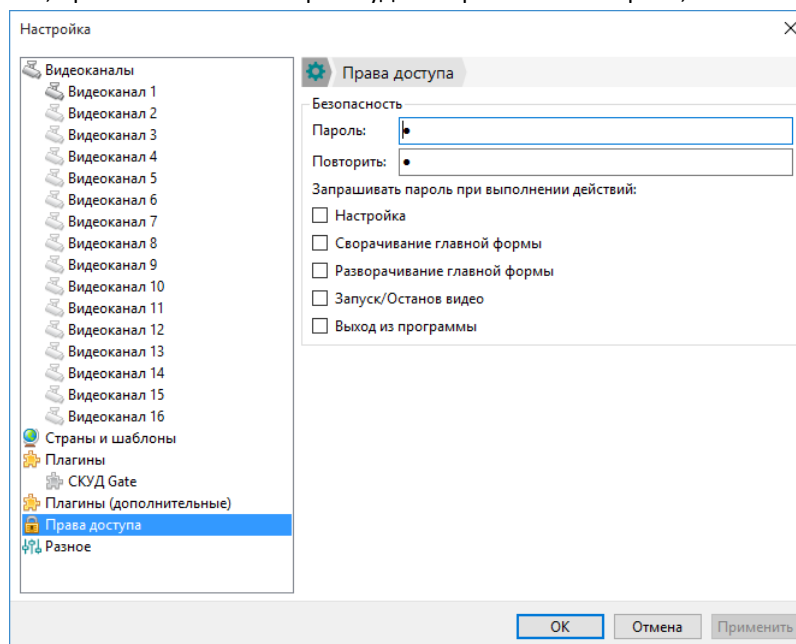 Настройка
Видеоканалы
Видеоканал 1
Видеоканал 2
Видеоканал 3
Видеоканал 4
Видеоканал 5
Видеоканал 6
Видеоканал 7
Видеоканал 8
Видеоканал 9
Видеоканал 10
Видеоканал 11
Видеоканал 12
Видеоканал 13
Видеоканал 14
Видеоканал 15
Видеоканал 16
Страны и шаблоны
Плагины
СКУД Gate
Плагины (дополнительные)
Права доступа
Разное
Права доступа
Безопасность
Пароль: •
Повторить: •
Запрашивать пароль при выполнении действий:
Настройка
Сворачивание главной формы
Разворачивание главной формы
Запуск/Останов видео
Выход из программы
OK Отмена Применить